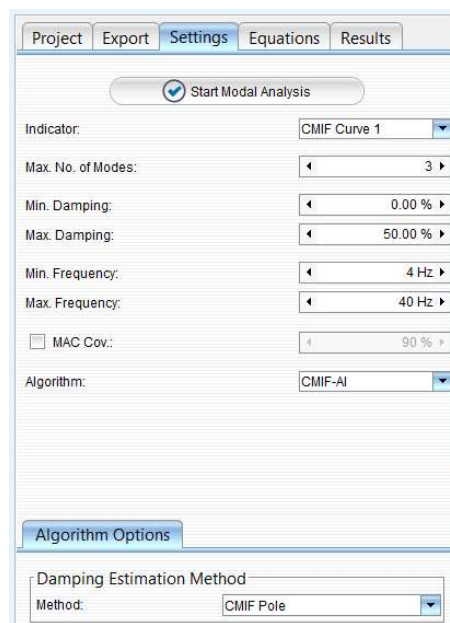 Project Export Settings Equations Results
Start Modal Analysis
Indicator: CMIF Curve 1
Max. No. of Modes: 3
Min. Damping: 0.00 %
Max. Damping: 50.00 %
Min. Frequency: 4 Hz
Max. Frequency: 40 Hz
MAC Cov.: 90 %
Algorithm: CMIF-AI
Algorithm Options
Damping Estimation Method
Method: CMIF Pole